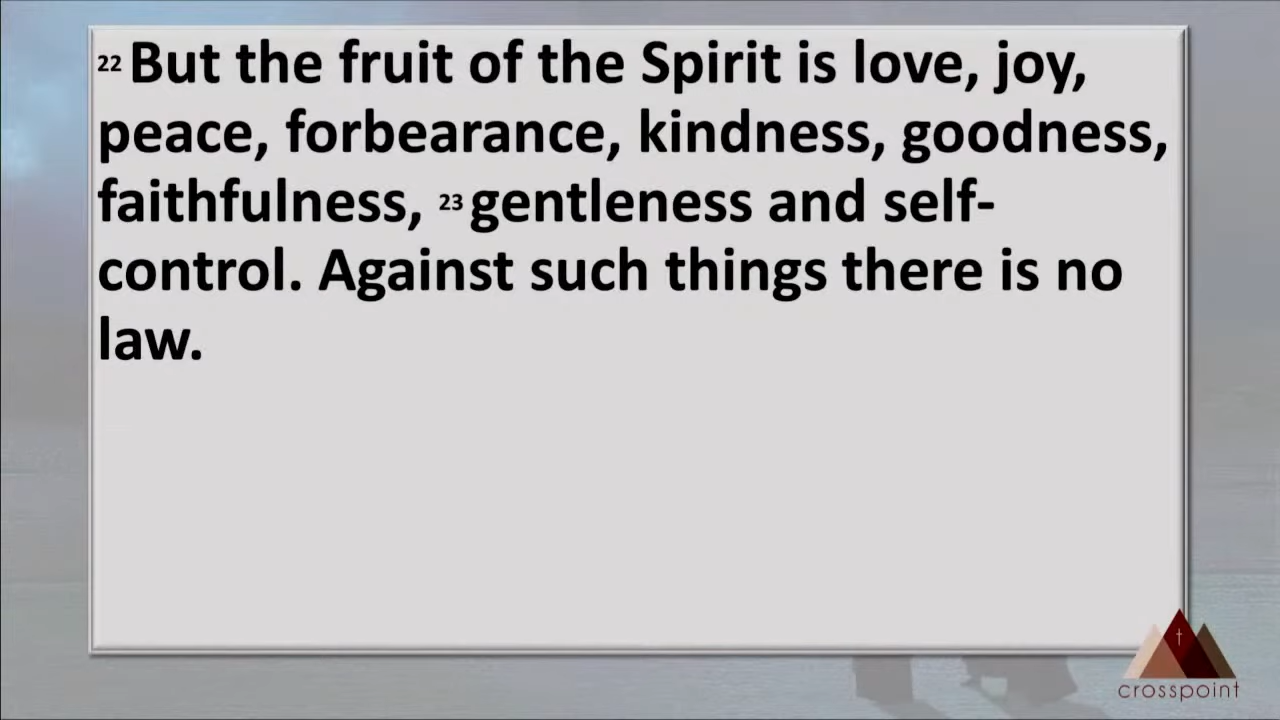 22 But the fruit of the Spirit is love, joy,
peace, forbearance, kindness, goodness,
faithfulness, 23 gentleness and self-
control. Against such things there is no
law.
crosspoint